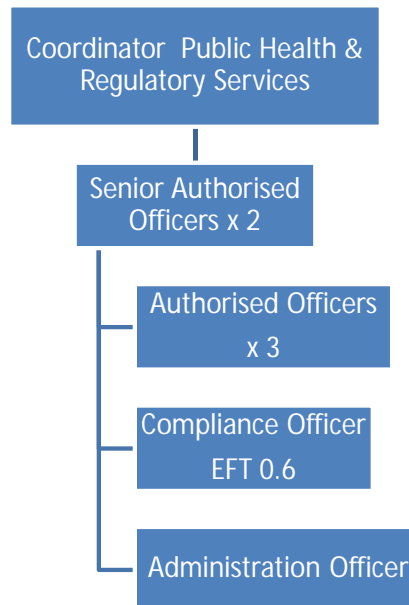 Coordinator Public Health &
Regulatory Services
Senior Authorised
Officers x 2
Authorised Officers
x 3
Compliance Officer
EFT 0.6
Administration Officer